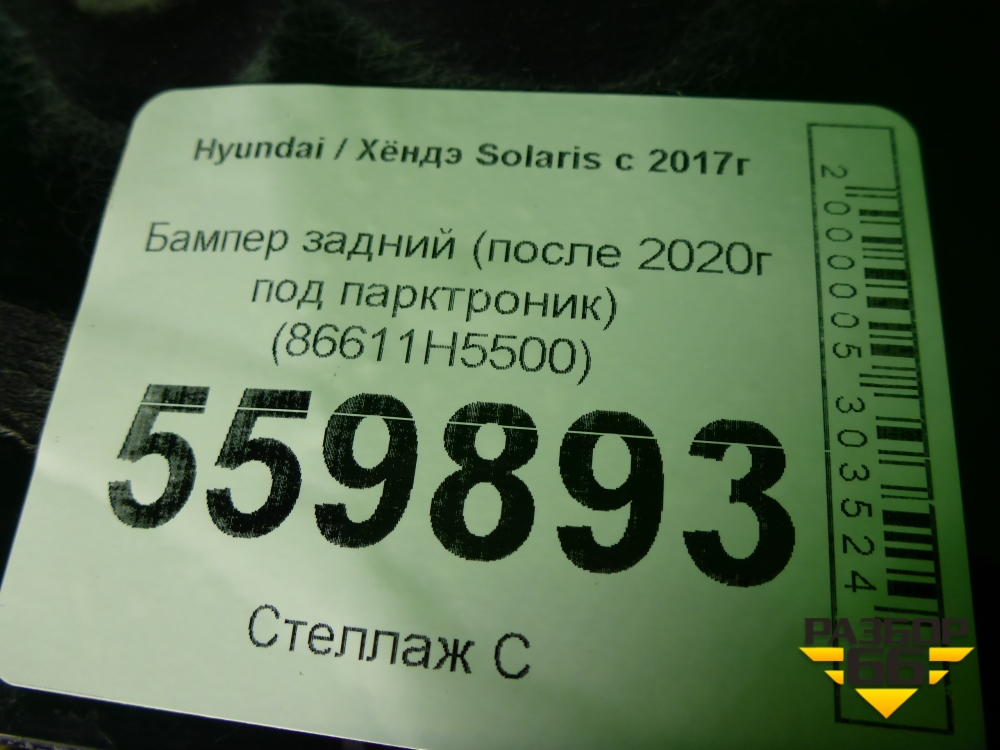 Hyundai / Хёндэ Solaris с 2017г
Бампер задний (после 2020г
под парктроник)
(86611H5500)
559893
Стеллаж С
2000005303524
РАЗБОР
66